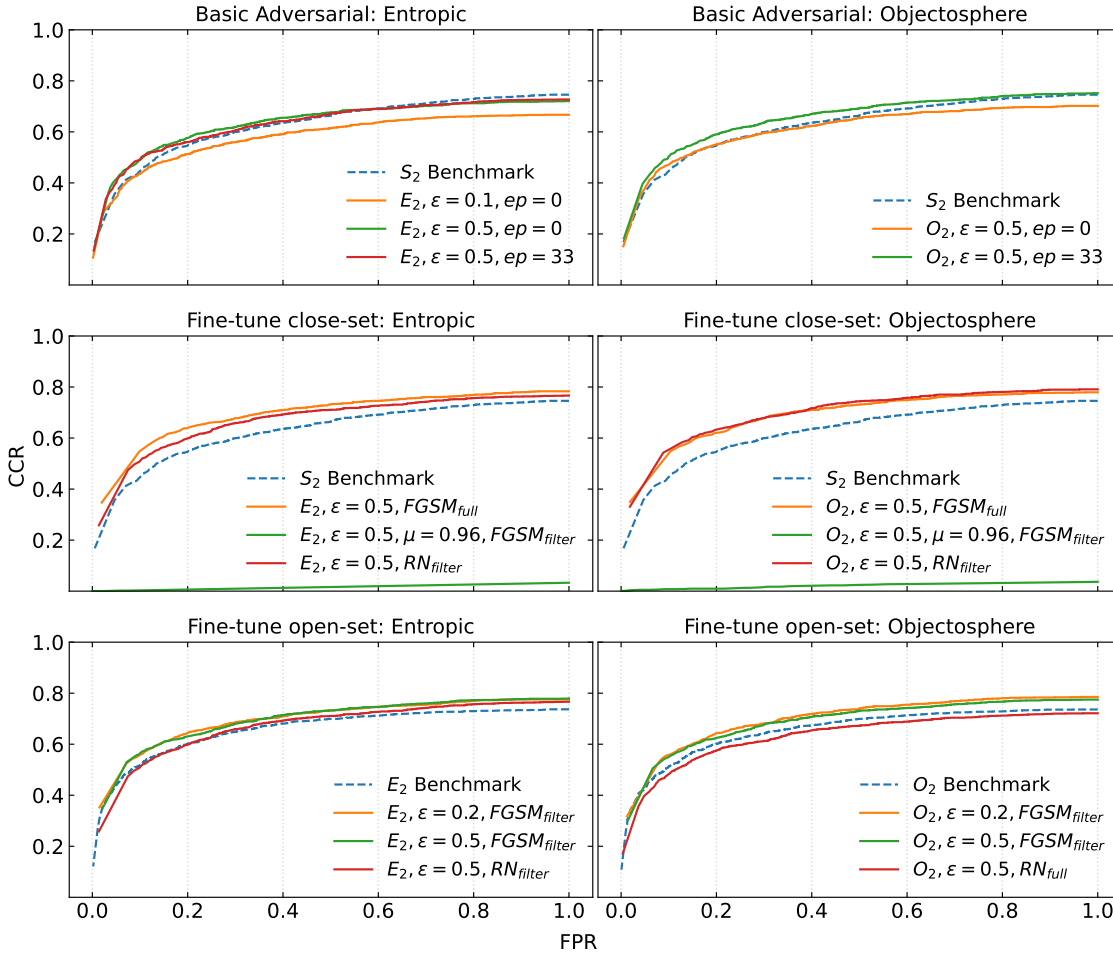 Basic Adversarial: Entropic
Basic Adversarial: Objectosphere
1.0
0.8
0.6
0.4
0.2
S₂ Benchmark
E₂, ε = 0.1, ep = 0
E₂, ε = 0.5, ep = 0
E₂, ε = 0.5, ep = 33
S₂ Benchmark
O₂, ε = 0.5, ep = 0
O₂, ε = 0.5, ep = 33
Fine-tune close-set: Entropic
Fine-tune close-set: Objectosphere
CCR
1.0
0.8
0.6
0.4
0.2
S₂ Benchmark
E₂, ε = 0.5, FGSM_full
E₂, ε = 0.5, μ = 0.96, FGSM_filter
E₂, ε = 0.5, RN_filter
S₂ Benchmark
O₂, ε = 0.5, FGSM_full
O₂, ε = 0.5, μ = 0.96, FGSM_filter
O₂, ε = 0.5, RN_filter
Fine-tune open-set: Entropic
Fine-tune open-set: Objectosphere
1.0
0.8
0.6
0.4
0.2
E₂ Benchmark
E₂, ε = 0.2, FGSM_filter
E₂, ε = 0.5, FGSM_filter
E₂, ε = 0.5, RN_filter
O₂ Benchmark
O₂, ε = 0.2, FGSM_filter
O₂, ε = 0.5, FGSM_filter
O₂, ε = 0.5, RN_full
0.0 0.2 0.4 0.6 0.8 1.0
0.0 0.2 0.4 0.6 0.8 1.0
FPR